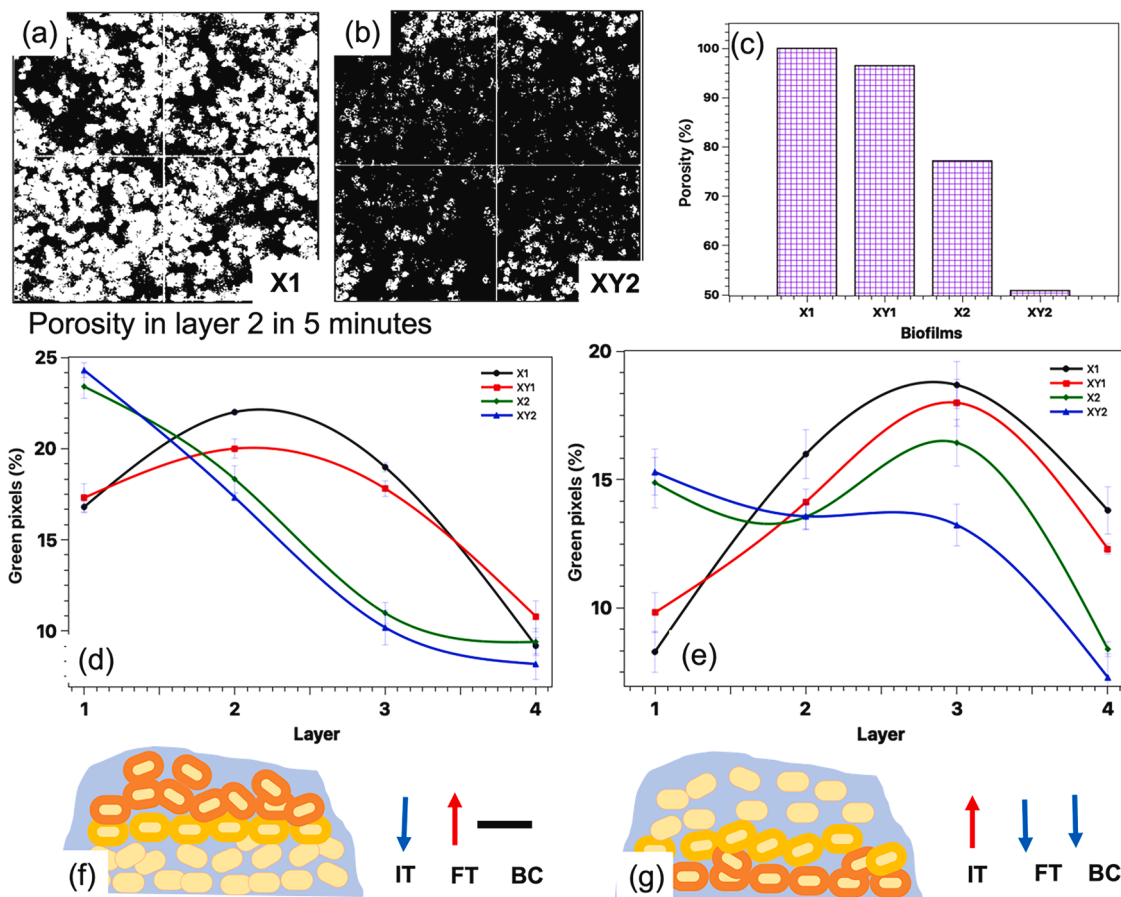 (a)
X1
(b)
XY2
Porosity in layer 2 in 5 minutes
(c)
Porosity (%)
100
90
80
70
60
50
X1 XY1 X2 XY2
Biofilms
(d)
Green pixels (%)
25
20
15
10
X1
XY1
X2
XY2
1 2 3 4
Layer
(e)
Green pixels (%)
20
15
10
X1
XY1
X2
XY2
1 2 3 4
Layer
(f)
IT FT BC
(g)
IT FT BC